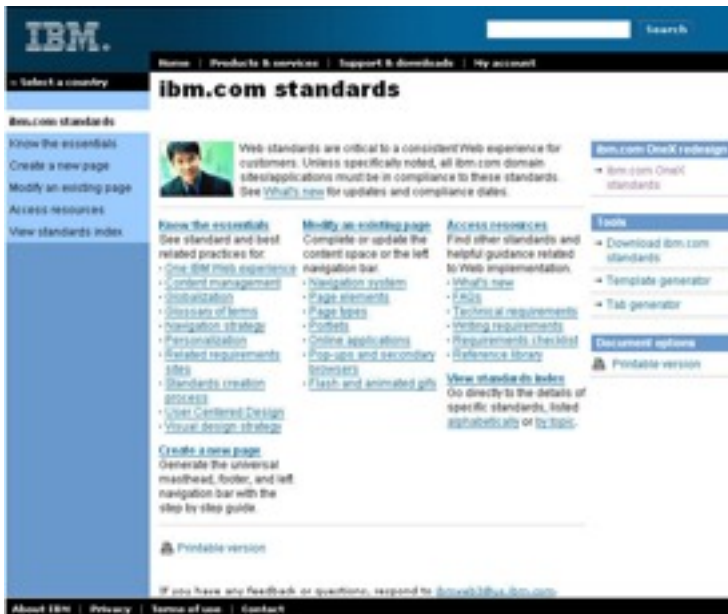 IBM.
Search
Home | Products & services | Support & downloads | My account
Select a country
ibm.com standards
Know the essentials
Create a new page
Modify an existing page
Access resources
View standards index
ibm.com standards
Web standards are critical to a consistent Web experience for
customers. Unless specifically noted, all ibm.com domain
sites/applications must be in compliance to these standards.
See What's new for updates and compliance dates.
Know the essentials
See standard and best
related practices for:
· One IBM Web experience
· Content management
· Globalization
· Glossary of terms
· Navigation strategy
· Personalization
· Related requirements
sites
· Standards creation
process
· User Centered Design
· Visual design strategy
Create a new page
Generate the universal
masthead, footer, and left
navigation bar with the
step by step guide.
Modify an existing page
Complete or update the
content space or the left
navigation bar.
· Navigation system
· Page elements
· Page types
· Portlets
· Online applications
· Pop-ups and secondary
browsers
· Flash and animated gifs
Access resources
Find other standards and
helpful guidance related
to Web implementation.
· What's new
· FAQs
· Technical requirements
· Writing requirements
· Requirements checklist
· Reference library
View standards index
Go directly to the details of
specific standards, listed
alphabetically or by topic.
Printable version
If you have any feedback or questions, respond to
ibm.com OneX redesign
→ ibm.com OneX
standards
Tools
→ Download ibm.com
standards
→ Template generator
→ Tab generator
Document options
Printable version
About IBM | Privacy | Terms of use | Contact